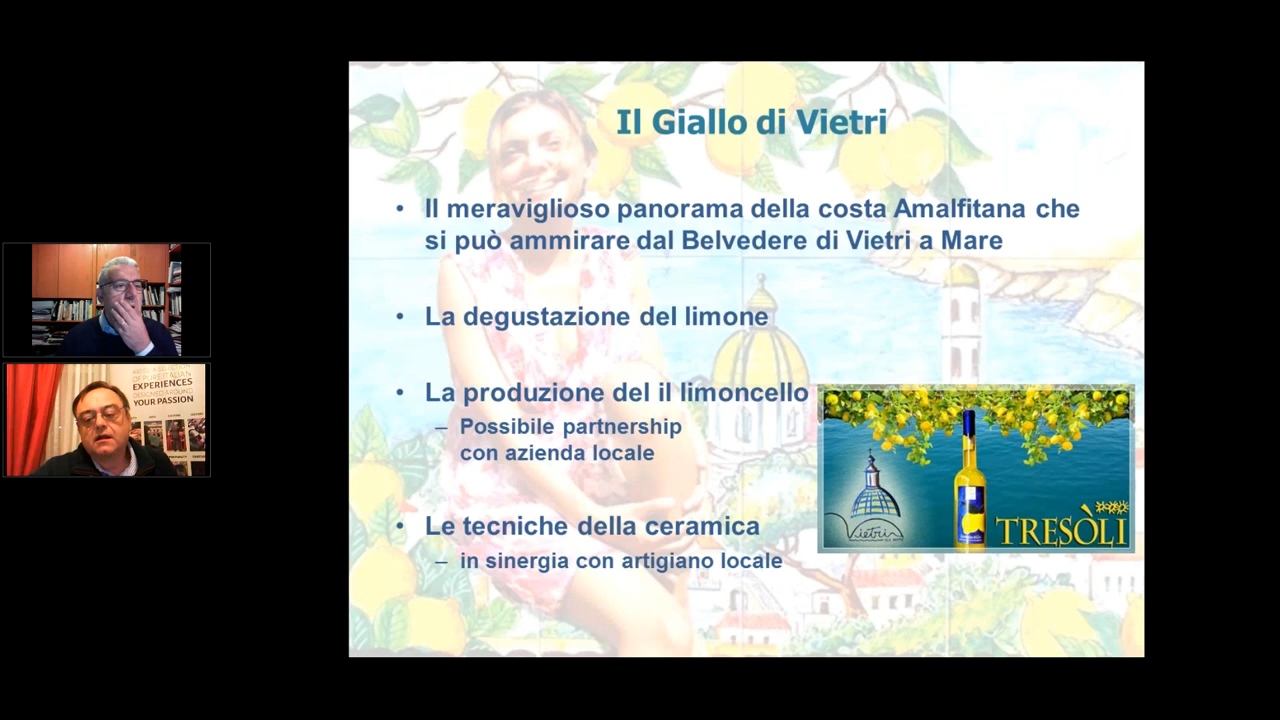 Il Giallo di Vietri
• Il meraviglioso panorama della costa Amalfitana che
si può ammirare dal Belvedere di Vietri a Mare
• La degustazione del limone
• La produzione del il limoncello
– Possibile partnership
con azienda locale
• Le tecniche della ceramica
– in sinergia con artigiano locale
Vietri
TRESÒLI
EXPERIENCES
DESIGNED AROUND
YOUR PASSION